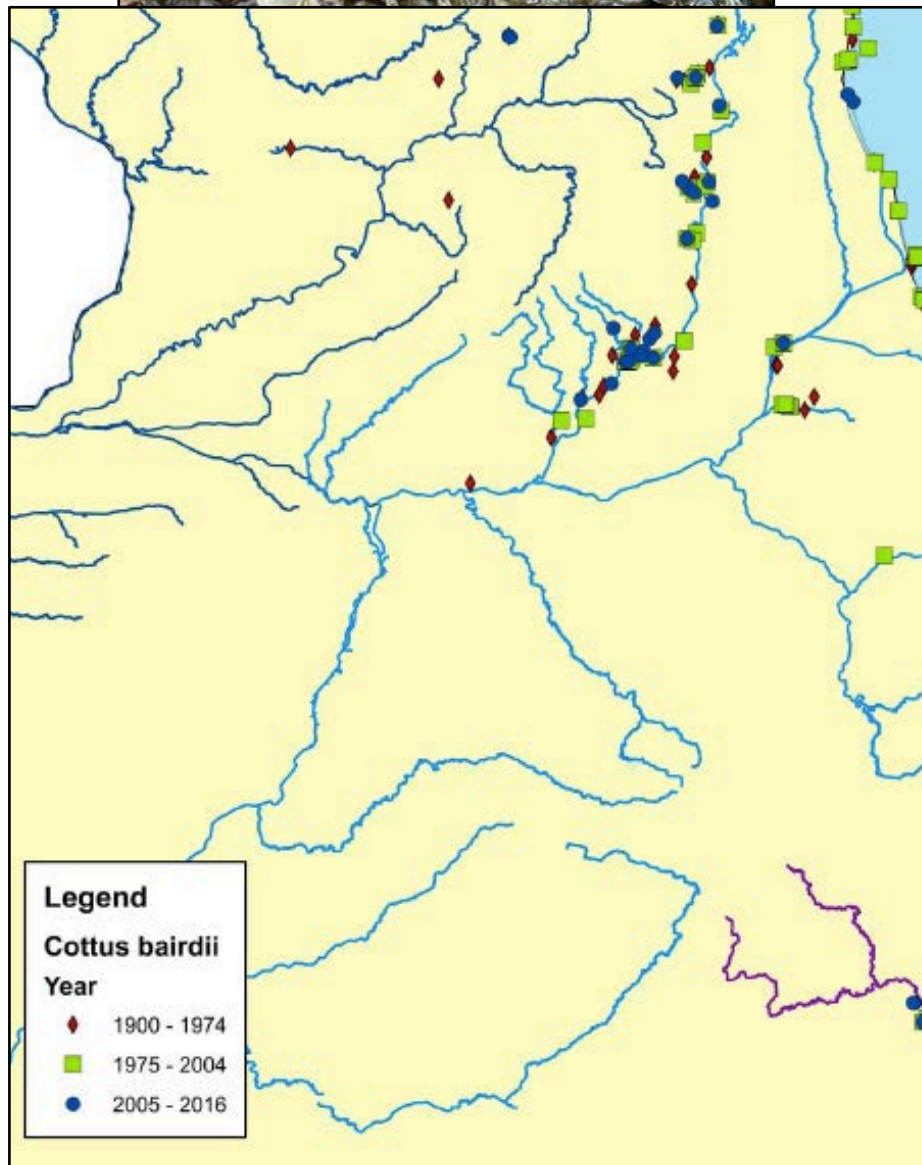 Legend
Cottus bairdii
Year
1900 - 1974
1975 - 2004
2005 - 2016